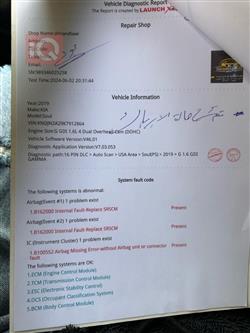 Vehicle Diagnostic Report
The Report is created by LAUNCH
Repair Shop
Email:
SN:989346025258
Test Time:2024-06-02 20:31:44
Vehicle Information
Year:2019
Make:KIA
Model:Soul
Engine Size:G GDI 1.6L 4 Dual Overhead Cam (DOHC)
Vehicle Software Version:V46.01
Diagnostic Application Version:V7.03.053
Diagnostic path:16 PIN DLC > Auto Scan > USA Area > Soul(PS) > 2019 > G 1.6 GDI
GAMMA
System fault code
The following systems is abnormal:
Airbag(Event #1) 1 problem exist
1.B162000 Internal Fault-Replace SRSCM Present
Airbag(Event #2) 1 problem exist
1.B162000 Internal Fault-Replace SRSCM Present
IC (Instrument Cluster) 1 problem exist
1.B100552 Airbag Missing Error-without Airbag unit or connector Present
fault
The following systems are OK:
1.ECM (Engine Control Module)
2.TCM (Transmission Control Module)
3.ESC (Electronic Stability Control)
4.OCS (Occupant Classification System)
5.BCM (Body Control Module)